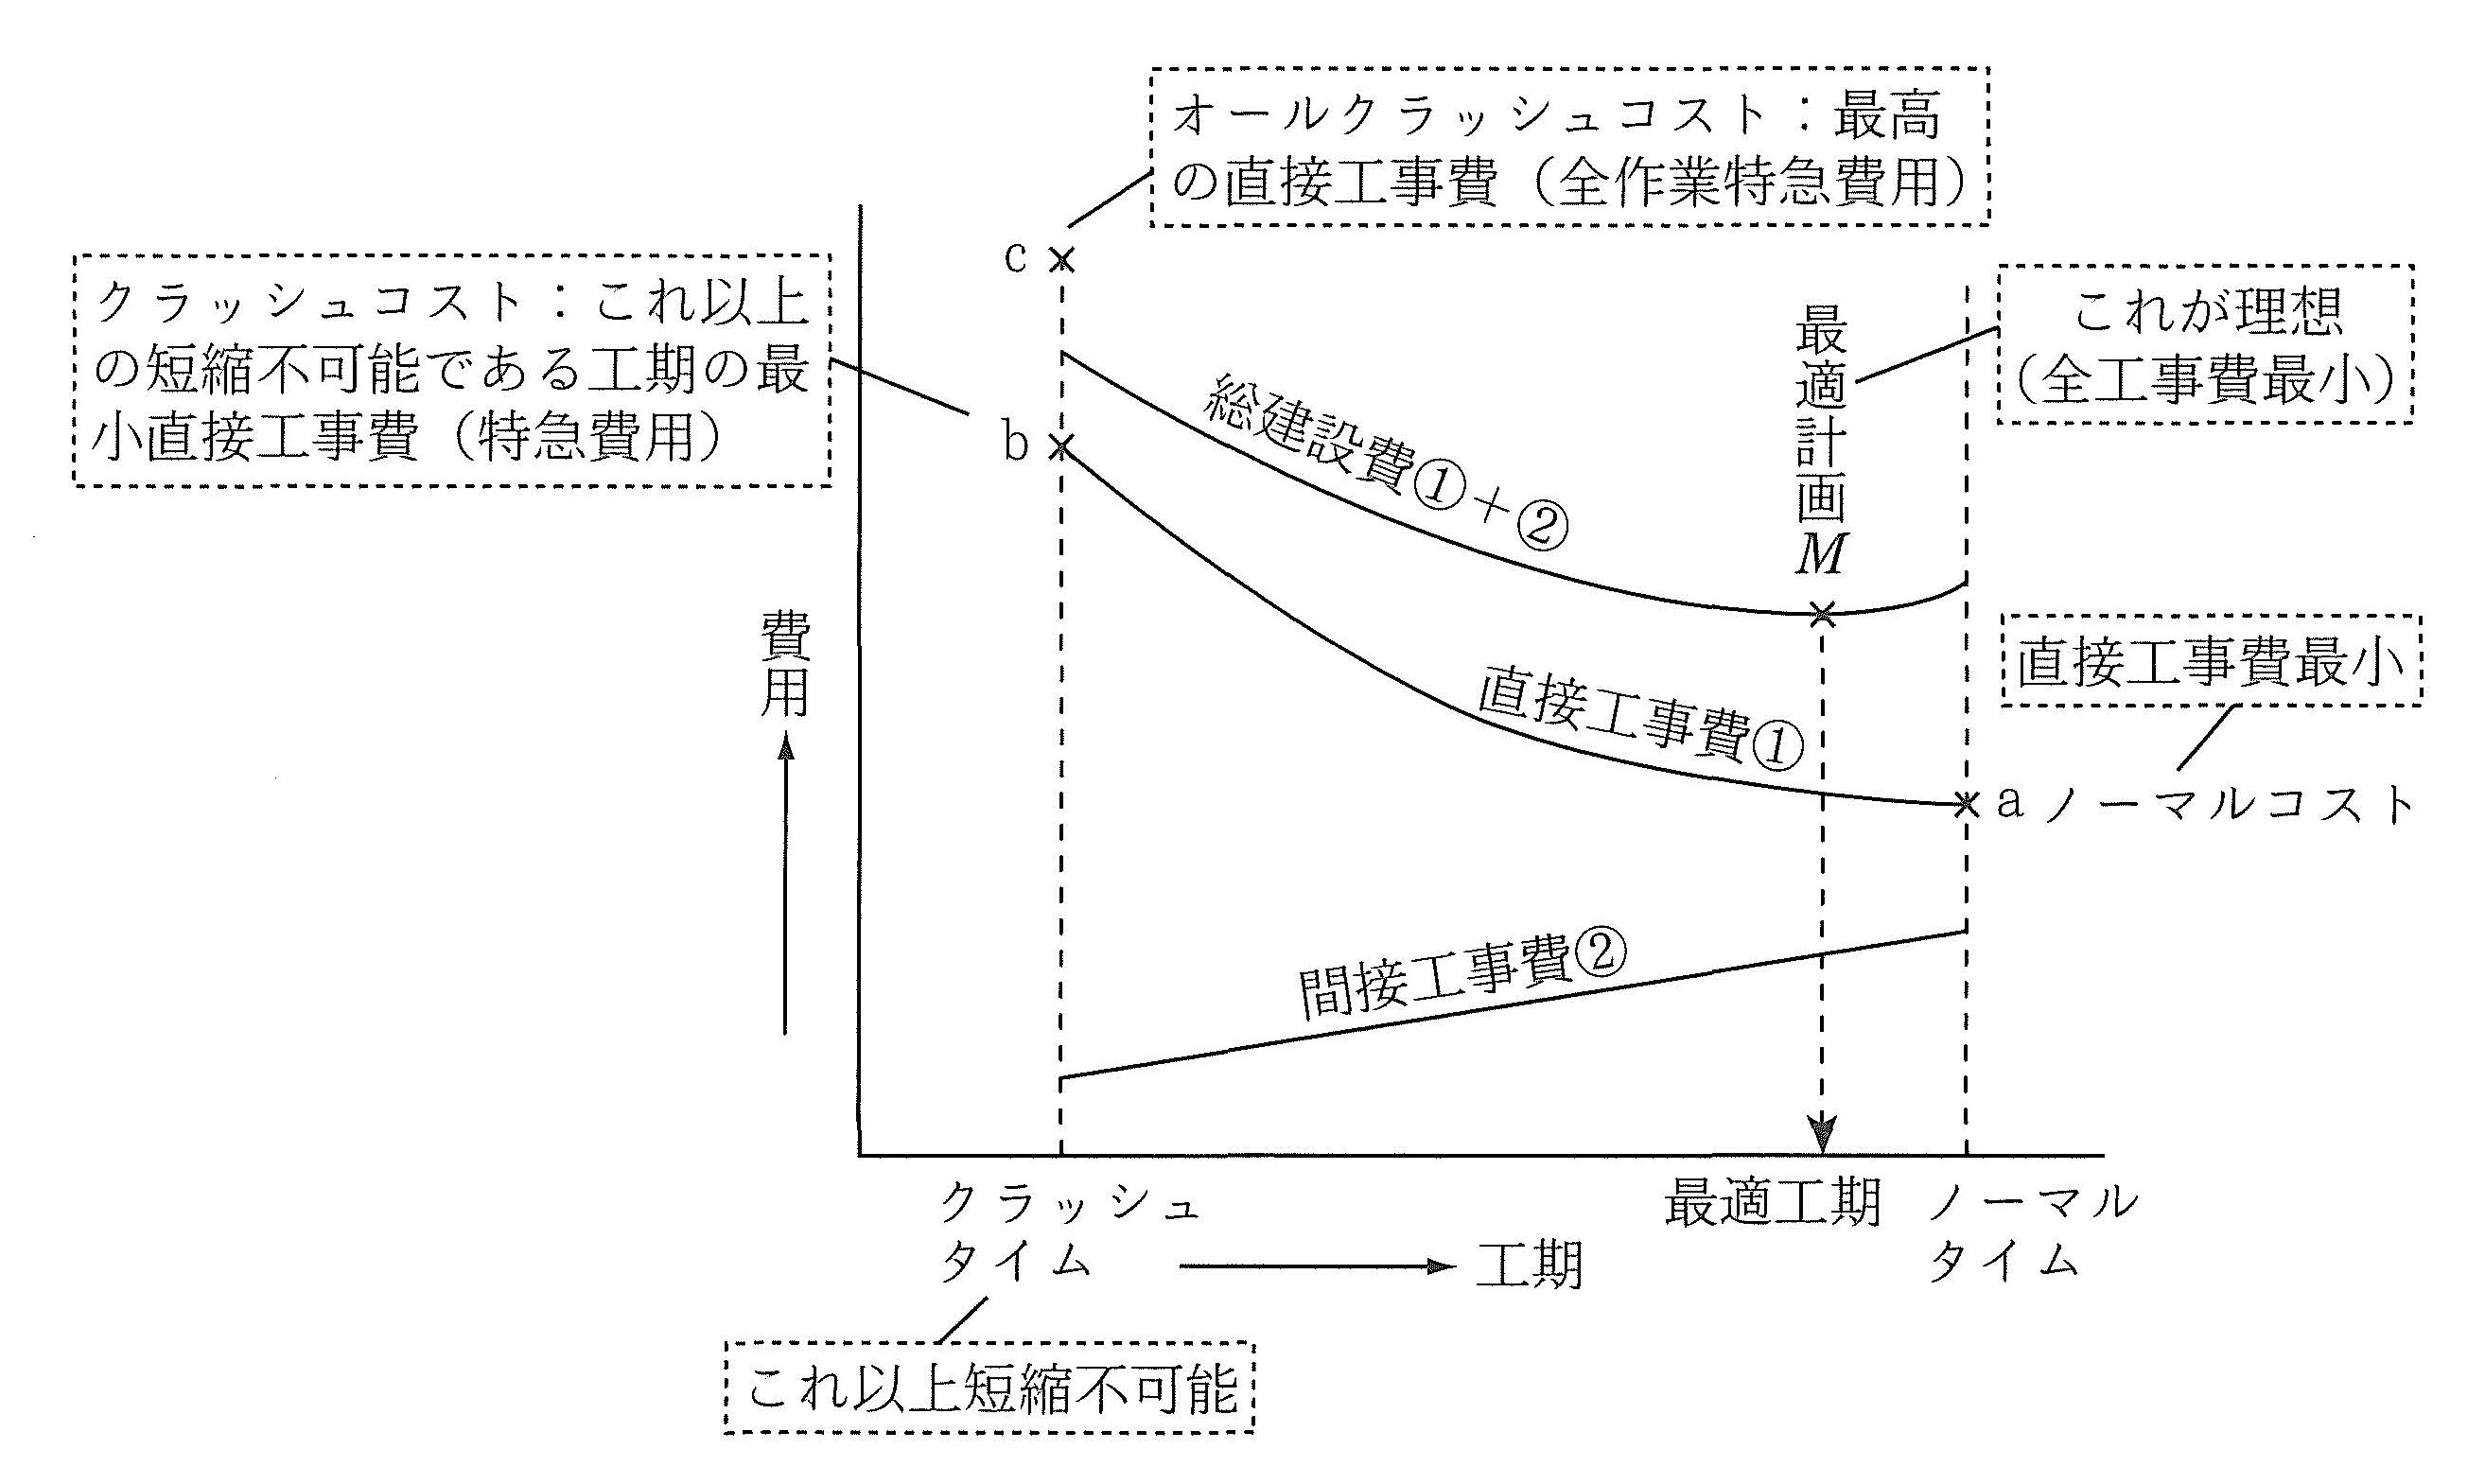 オールクラッシュコスト：最高
の直接工事費（全作業特急費用）
c
クラッシュコスト：これ以上
の短縮不可能である工期の最
小直接工事費（特急費用）
b
これが理想
（全工事費最小）
最適計画M
総建設費①＋②
費用
直接工事費最小
直接工事費①
a ノーマルコスト
間接工事費②
クラッシュ
タイム
工期
最適工期
ノーマル
タイム
これ以上短縮不可能